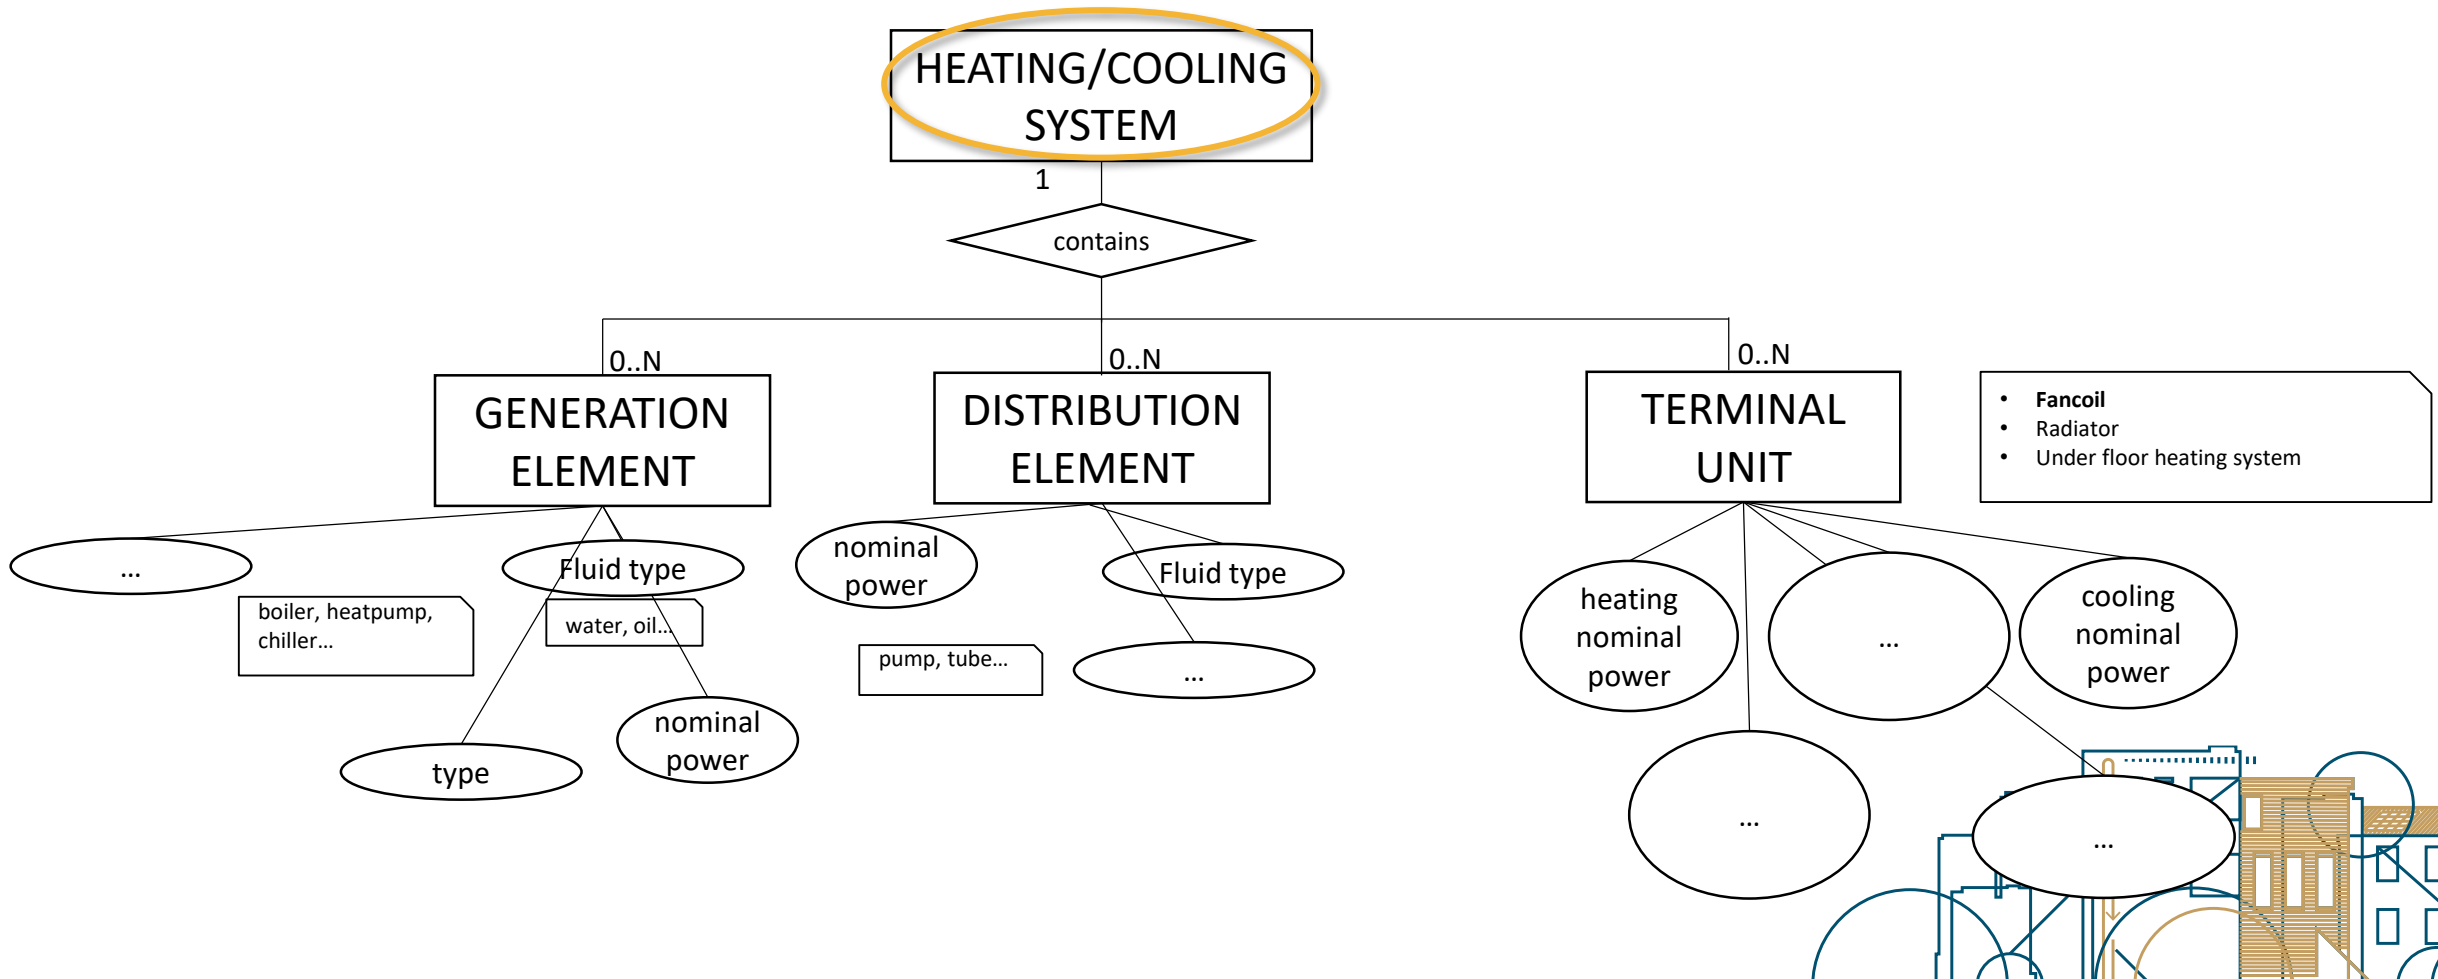 HEATING/COOLING
SYSTEM
1
contains
0..N
0..N
0..N
GENERATION
ELEMENT
DISTRIBUTION
ELEMENT
TERMINAL
UNIT
• Fancoil
• Radiator
• Under floor heating system
...
Fluid type
boiler, heatpump,
chiller...
water, oil...
type
nominal
power
nominal
power
Fluid type
pump, tube...
...
heating
nominal
power
...
cooling
nominal
power
...
...